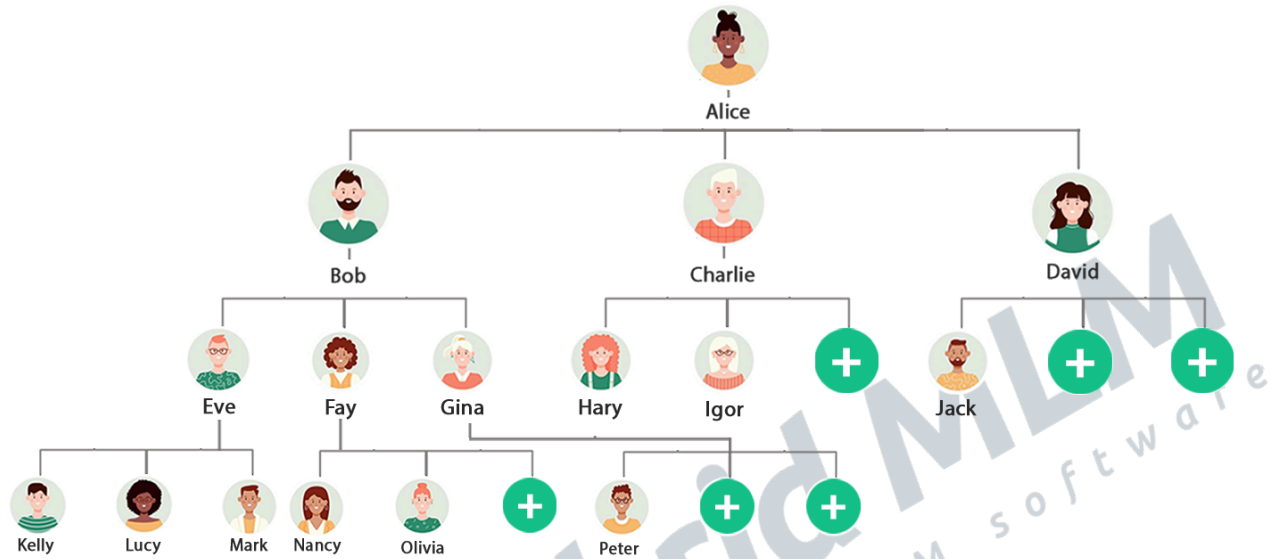 Alice
Bob
Charlie
David
Eve
Fay
Gina
Hary
Igor
Jack
Kelly
Lucy
Mark
Nancy
Olivia
Peter
MLM
software